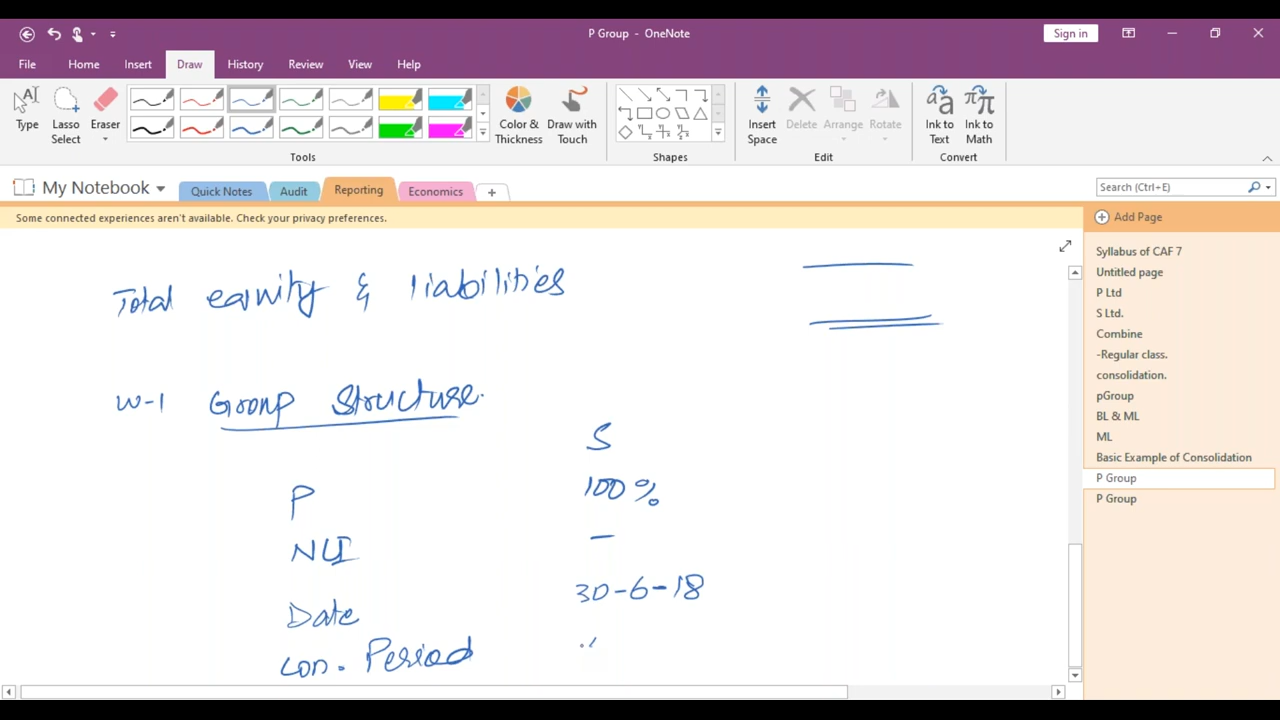 P Group - OneNote
Sign in
File Home Insert Draw History Review View Help
Type
Lasso Select
Eraser
Color & Thickness
Draw with Touch
Insert Space
Delete
Arrange
Rotate
Ink to Text
Ink to Math
Tools
Shapes
Edit
Convert
My Notebook
Quick Notes
Audit
Reporting
Economics
Search (Ctrl+E)
Some connected experiences aren't available. Check your privacy preferences.
Add Page
Syllabus of CAF 7
Untitled page
P Ltd
S Ltd.
Combine
-Regular class.
consolidation.
pGroup
BL & ML
ML
Basic Example of Consolidation
P Group
P Group
Total equity & liabilities
W-1 Group Structure.
S
P 100%
NCI –
Date 30-6-18
Con. Period